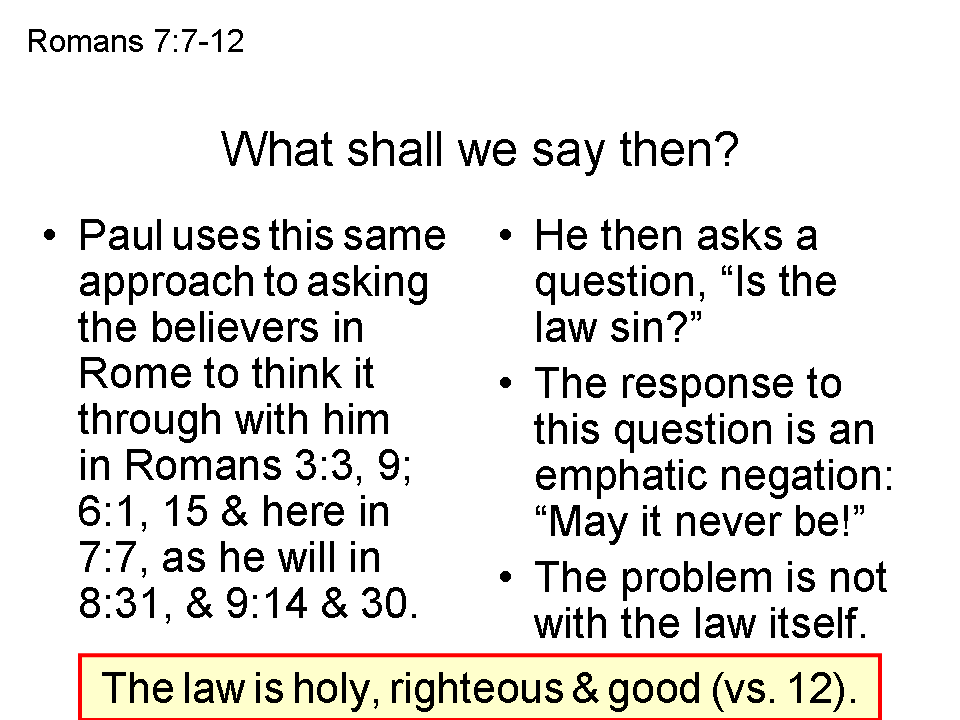 Romans 7:7-12
What shall we say then?
• Paul uses this same
approach to asking
the believers in
Rome to think it
through with him
in Romans 3:3, 9;
6:1, 15 & here in
7:7, as he will in
8:31, & 9:14 & 30.
• He then asks a
question, “Is the
law sin?”
• The response to
this question is an
emphatic negation:
“May it never be!”
• The problem is not
with the law itself.
The law is holy, righteous & good (vs. 12).